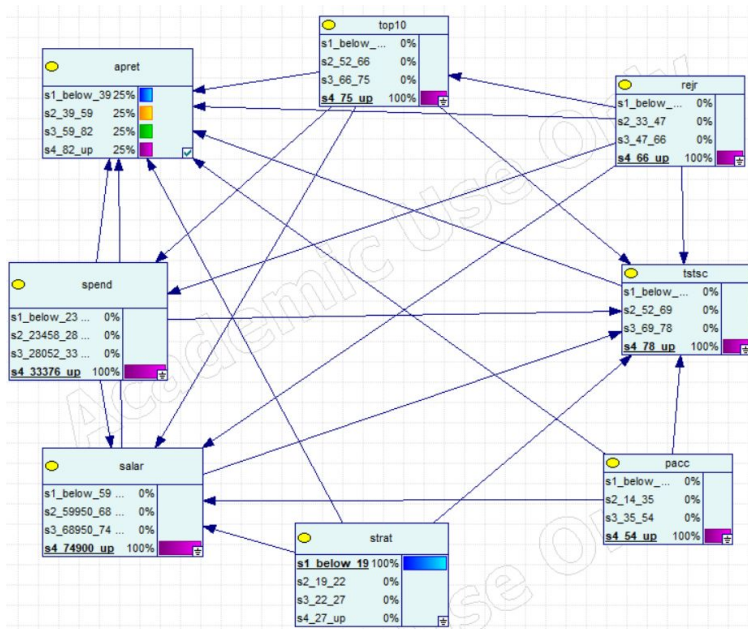 top10
s1_below_... 0%
s2_52_66 0%
s3_66_75 0%
s4_75_up 100%
apret
s1_below_39 25%
s2_39_59 25%
s3_59_82 25%
s4_82_up 25%
rejr
s1_below_... 0%
s2_33_47 0%
s3_47_66 0%
s4_66_up 100%
spend
s1_below_23 ... 0%
s2_23458_28 ... 0%
s3_28052_33 ... 0%
s4_33376_up 100%
tstsc
s1_below_... 0%
s2_52_69 0%
s3_69_78 0%
s4_78_up 100%
salar
s1_below_59 ... 0%
s2_59950_68 ... 0%
s3_68950_74 ... 0%
s4_74900_up 100%
pacc
s1_below_... 0%
s2_14_35 0%
s3_35_54 0%
s4_54_up 100%
strat
s1_below_19 100%
s2_19_22 0%
s3_22_27 0%
s4_27_up 0%
Academic Use Only
Use Only